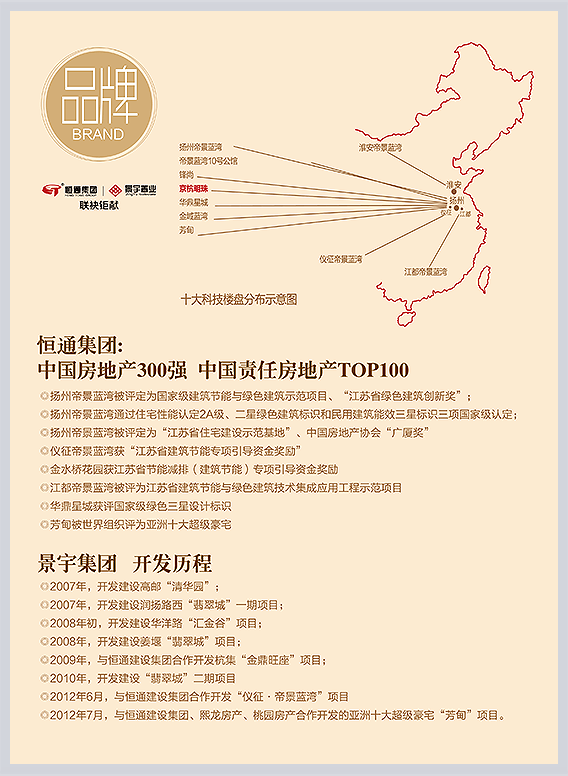 品牌
BRAND
恒通集团
景宇置业
联袂钜献
扬州帝景蓝湾
帝景蓝湾10号公馆
锋尚
京杭明珠
华鼎星城
金域蓝湾
芳甸
淮安帝景蓝湾
淮安
扬州
仪征
江都
仪征帝景蓝湾
江都帝景蓝湾
十大科技楼盘分布示意图
恒通集团:
中国房地产300强 中国责任房地产TOP100
◎扬州帝景蓝湾被评定为国家级建筑节能与绿色建筑示范项目、“江苏省绿色建筑创新奖”；
◎扬州帝景蓝湾通过住宅性能认定2A级、二星绿色建筑标识和民用建筑能效三星标识三项国家级认定；
◎扬州帝景蓝湾被评定为“江苏省住宅建设示范基地”、中国房地产协会“广厦奖”
◎仪征帝景蓝湾获“江苏省建筑节能专项引导资金奖励”
◎金水桥花园获江苏省节能减排（建筑节能）专项引导资金奖励
◎江都帝景蓝湾被评为江苏省建筑节能与绿色建筑技术集成应用工程示范项目
◎华鼎星城获评国家级绿色三星设计标识
◎芳甸被世界组织评为亚洲十大超级豪宅
景宇集团 开发历程
◎2007年，开发建设高邮“清华园”；
◎2007年，开发建设润扬路西“翡翠城”一期项目；
◎2008年初，开发建设华洋路“汇金谷”项目；
◎2008年，开发建设姜堰“翡翠城”项目；
◎2009年，与恒通建设集团合作开发杭集“金鼎旺座”项目；
◎2010年，开发建设“翡翠城”二期项目
◎2012年6月，与恒通建设集团合作开发“仪征·帝景蓝湾”项目
◎2012年7月，与恒通建设集团、熙龙房产、桃园房产合作开发的亚洲十大超级豪宅“芳甸”项目。